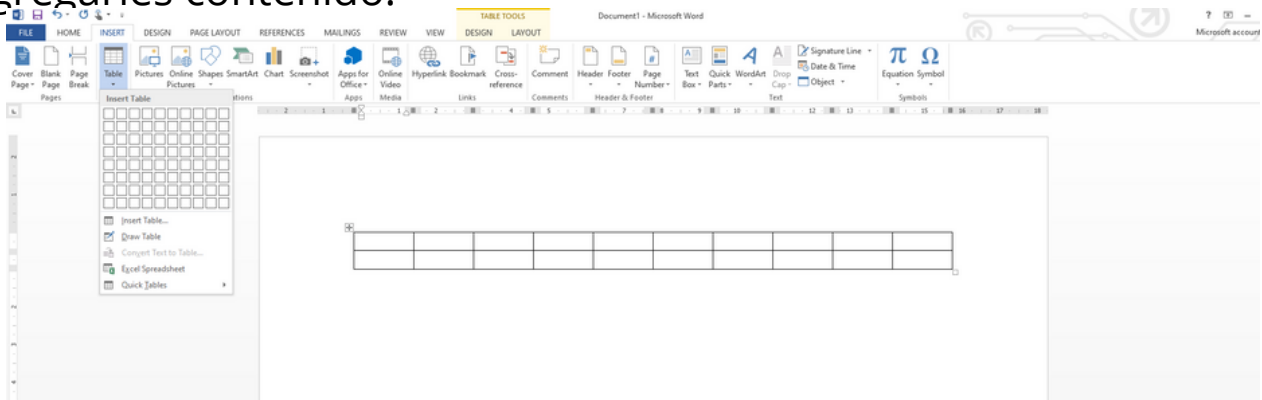 agregarles contenido.
TABLE TOOLS
Document1 - Microsoft Word
?
FILE HOME INSERT DESIGN PAGE LAYOUT REFERENCES MAILINGS REVIEW VIEW DESIGN LAYOUT
Microsoft account
Cover Page Blank Page Page Break Table Pictures Online Pictures Shapes SmartArt Chart Screenshot Apps for Office Online Video Hyperlink Bookmark Cross-reference Comment Header Footer Page Number Text Box Quick Parts WordArt Drop Cap Signature Line Date & Time Object Equation Symbol
Pages Apps Media Links Comments Header & Footer Text Symbols
Insert Table
Insert Table...
Draw Table
Convert Text to Table...
Excel Spreadsheet
Quick Tables